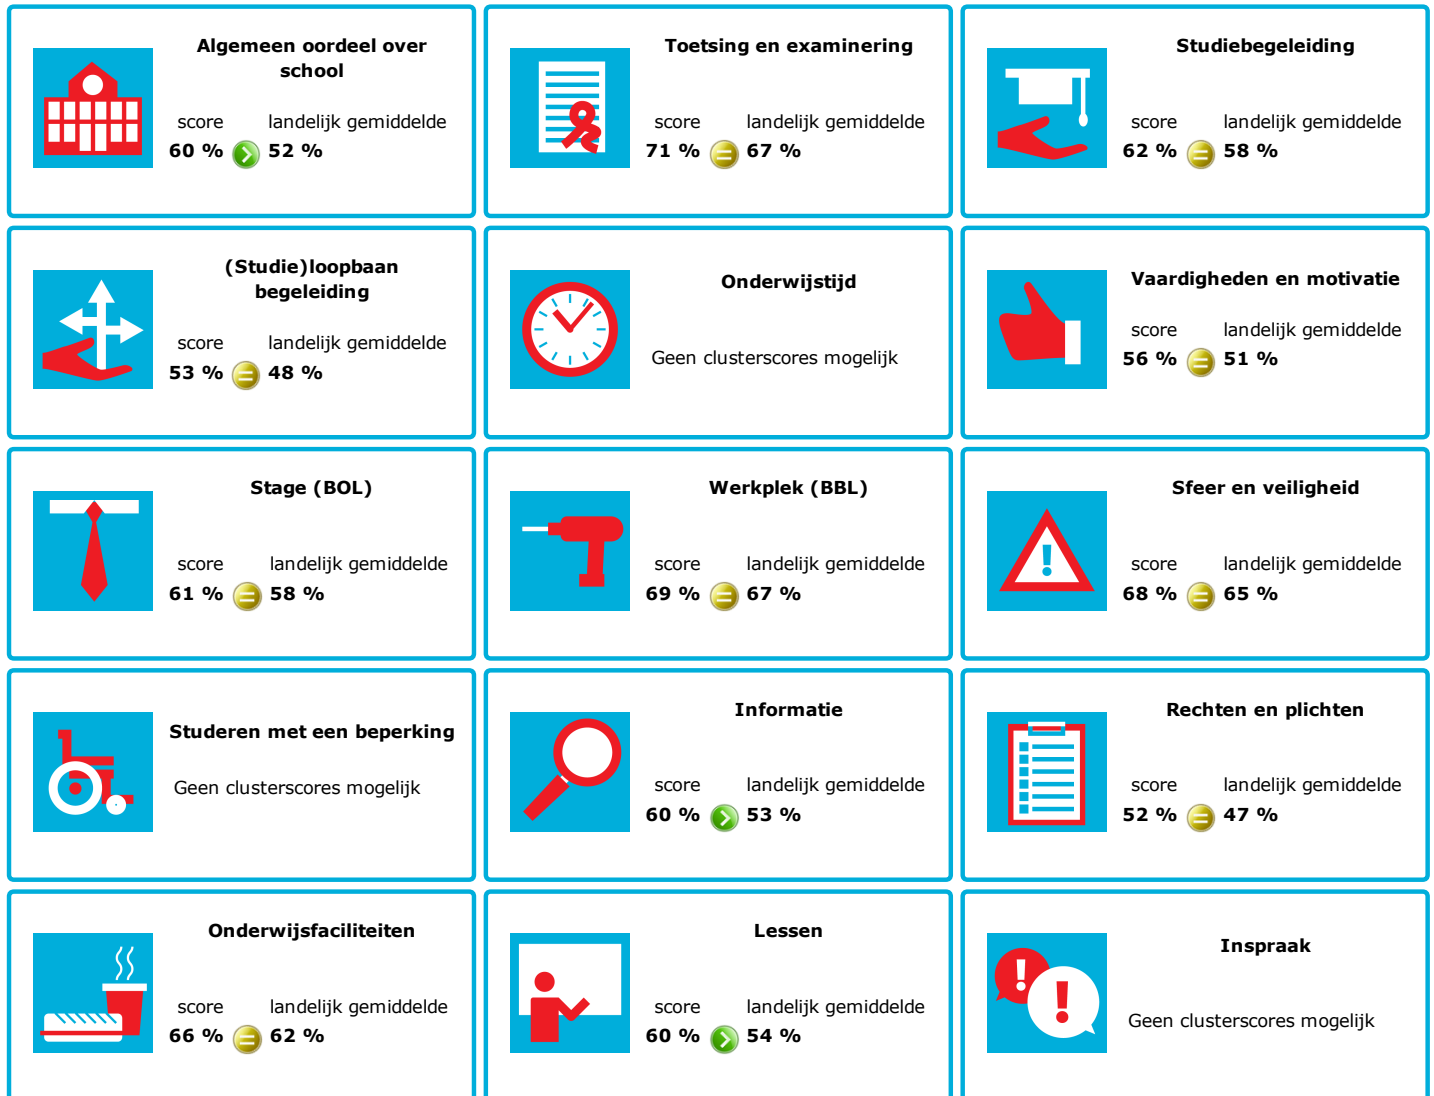 Algemeen oordeel over
school
score landelijk gemiddelde
60 % 52 %
Toetsing en examinering
score landelijk gemiddelde
71 % = 67 %
Studiebegeleiding
score landelijk gemiddelde
62 % = 58 %
(Studie)loopbaan
begeleiding
score landelijk gemiddelde
53 % = 48 %
Onderwijstijd
Geen clusterscores mogelijk
Vaardigheden en motivatie
score landelijk gemiddelde
56 % = 51 %
Stage (BOL)
score landelijk gemiddelde
61 % = 58 %
Werkplek (BBL)
score landelijk gemiddelde
69 % = 67 %
Sfeer en veiligheid
!
score landelijk gemiddelde
68 % = 65 %
Studeren met een beperking
Geen clusterscores mogelijk
Informatie
score landelijk gemiddelde
60 % 53 %
Rechten en plichten
score landelijk gemiddelde
52 % = 47 %
Onderwijsfaciliteiten
score landelijk gemiddelde
66 % = 62 %
Lessen
score landelijk gemiddelde
60 % 54 %
Inspraak
! !
Geen clusterscores mogelijk